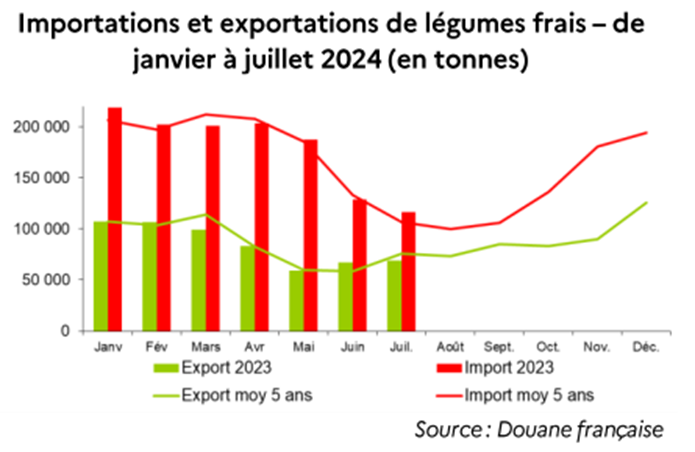 Importations et exportations de légumes frais – de
janvier à juillet 2024 (en tonnes)
200 000
150 000
100 000
50 000
0
Janv Fév Mars Avr Mai Juin Juil. Août Sept. Oct. Nov. Déc.
Export 2023 Import 2023
Export moy 5 ans Import moy 5 ans
Source : Douane française